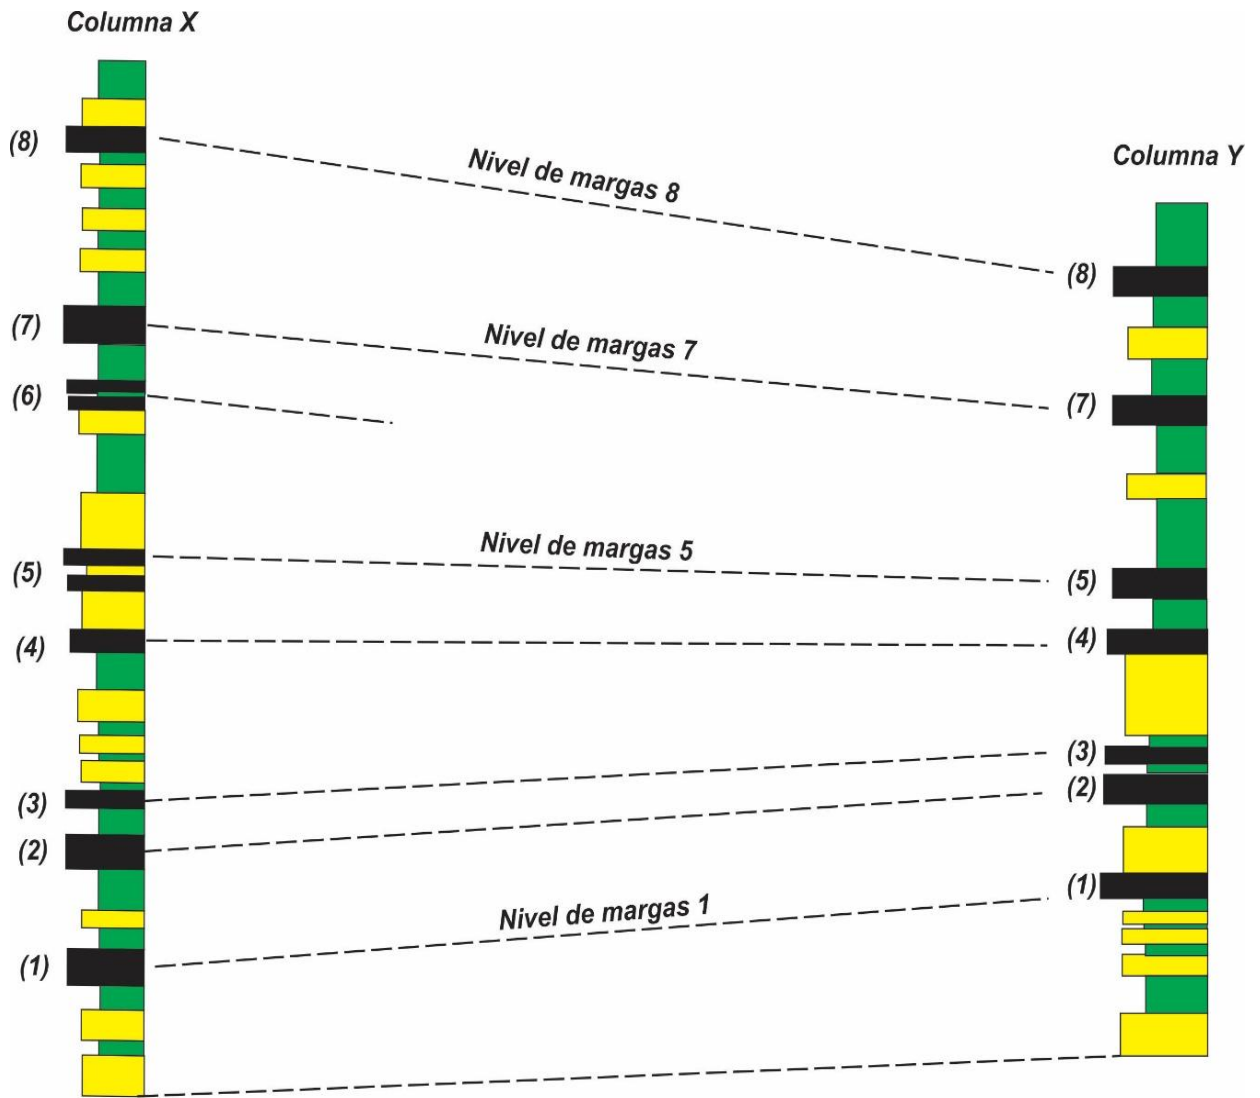 Columna X
Columna Y
(8)
Nivel de margas 8
(8)
(7)
Nivel de margas 7
(7)
(6)
(5)
Nivel de margas 5
(5)
(4)
(4)
(3)
(3)
(2)
(2)
(1)
Nivel de margas 1
(1)